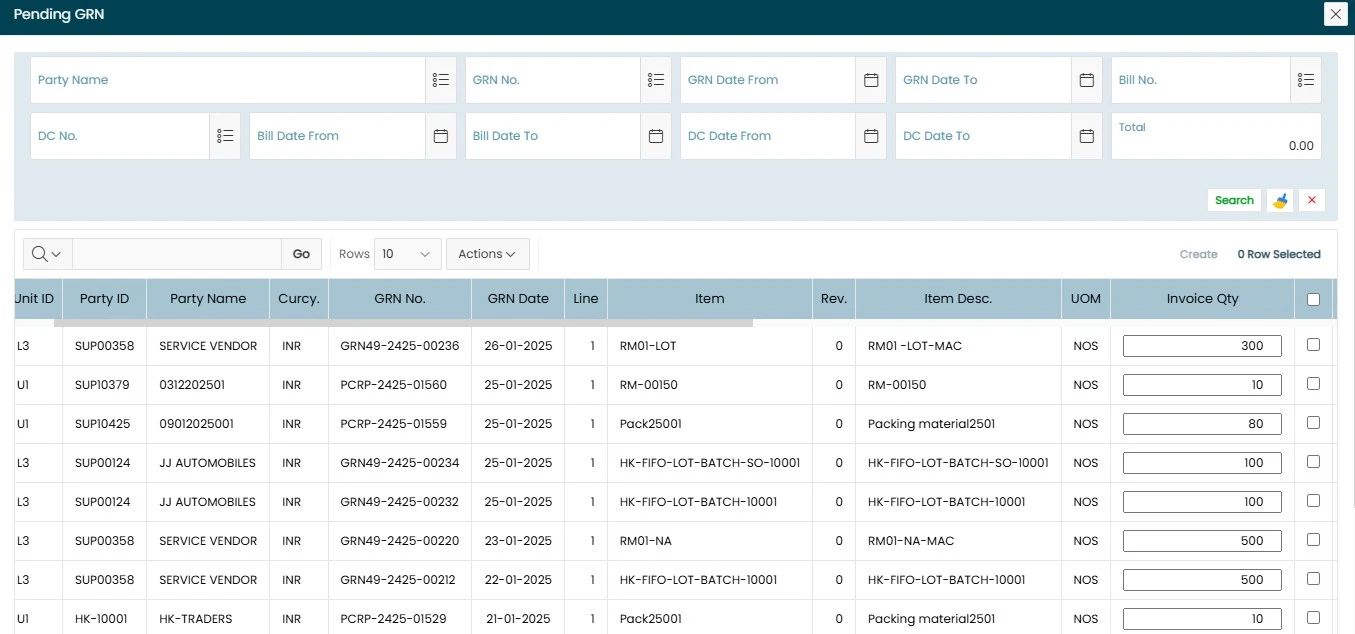 Pending GRN
Party Name GRN No. GRN Date From GRN Date To Bill No.
DC No. Bill Date From Bill Date To DC Date From DC Date To Total
0.00
Search
Go Rows 10 Actions Create 0 Row Selected
Unit ID Party ID Party Name Curcy. GRN No. GRN Date Line Item Rev. Item Desc. UOM Invoice Qty
L3 SUP00358 SERVICE VENDOR INR GRN49-2425-00236 26-01-2025 1 RM01-LOT 0 RM01 -LOT-MAC NOS 300
U1 SUP10379 0312202501 INR PCRP-2425-01560 25-01-2025 1 RM-00150 0 RM-00150 NOS 10
U1 SUP10425 09012025001 INR PCRP-2425-01559 25-01-2025 1 Pack25001 0 Packing material2501 NOS 80
L3 SUP00124 JJ AUTOMOBILES INR GRN49-2425-00234 25-01-2025 1 HK-FIFO-LOT-BATCH-SO-10001 0 HK-FIFO-LOT-BATCH-SO-10001 NOS 100
L3 SUP00124 JJ AUTOMOBILES INR GRN49-2425-00232 25-01-2025 1 HK-FIFO-LOT-BATCH-10001 0 HK-FIFO-LOT-BATCH-10001 NOS 100
L3 SUP00358 SERVICE VENDOR INR GRN49-2425-00220 23-01-2025 1 RM01-NA 0 RM01-NA-MAC NOS 500
L3 SUP00358 SERVICE VENDOR INR GRN49-2425-00212 22-01-2025 1 HK-FIFO-LOT-BATCH-10001 0 HK-FIFO-LOT-BATCH-10001 NOS 500
U1 HK-10001 HK-TRADERS INR PCRP-2425-01529 21-01-2025 1 Pack25001 0 Packing material2501 NOS 10